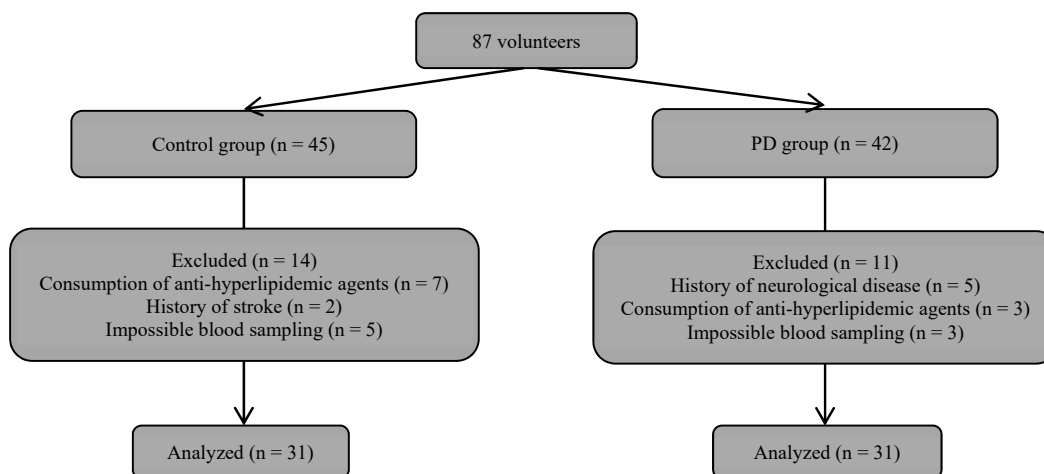 87 volunteers
Control group (n = 45)
PD group (n = 42)
Excluded (n = 14)
Consumption of anti-hyperlipidemic agents (n = 7)
History of stroke (n = 2)
Impossible blood sampling (n = 5)
Excluded (n = 11)
History of neurological disease (n = 5)
Consumption of anti-hyperlipidemic agents (n = 3)
Impossible blood sampling (n = 3)
Analyzed (n = 31)
Analyzed (n = 31)